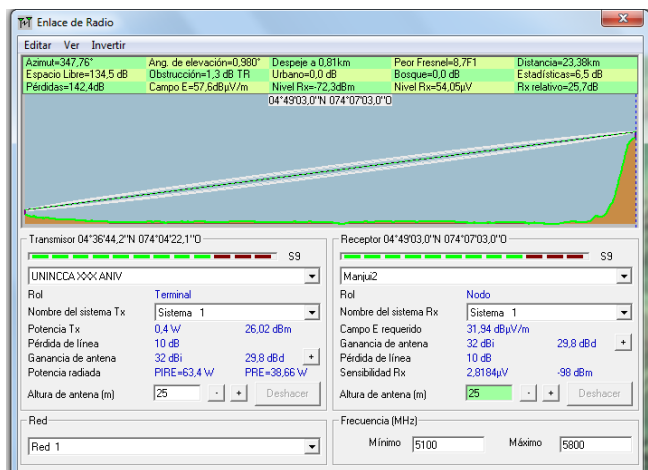 Enlace de Radio
Editar Ver Invertir
Azimut=347,76° Ang. de elevación=0,980° Despeje a 0,81km Peor Fresnel=8,7F1 Distancia=23,38km
Espacio Libre=134,5 dB Obstrucción=1,3 dB TR Urbano=0,0 dB Bosque=0,0 dB Estadísticas=6,5 dB
Pérdidas=142,4dB Campo E=57,6dBµV/m Nivel Rx=-72,3dBm Nivel Rx=54,05µV Rx relativo=25,7dB
04°49'03,0"N 074°07'03,0"O
Transmisor 04°36'44,2"N 074°04'22,1"O
S9
UNINCCA XXX ANIV
Rol Terminal
Nombre del sistema Tx Sistema 1
Potencia Tx 0,4 W 26,02 dBm
Pérdida de línea 10 dB
Ganancia de antena 32 dBi 29,8 dBd +
Potencia radiada PIRE=63,4 W PRE=38,66 W
Altura de antena (m) 25 - + Deshacer
Red
Red 1
Receptor 04°49'03,0"N 074°07'03,0"O
S9
Manjui2
Rol Nodo
Nombre del sistema Rx Sistema 1
Campo E requerido 31,94 dBµV/m
Ganancia de antena 32 dBi 29,8 dBd +
Pérdida de línea 10 dB
Sensibilidad Rx 2,8184µV -98 dBm
Altura de antena (m) 25 - + Deshacer
Frecuencia (MHz)
Mínimo 5100 Máximo 5800